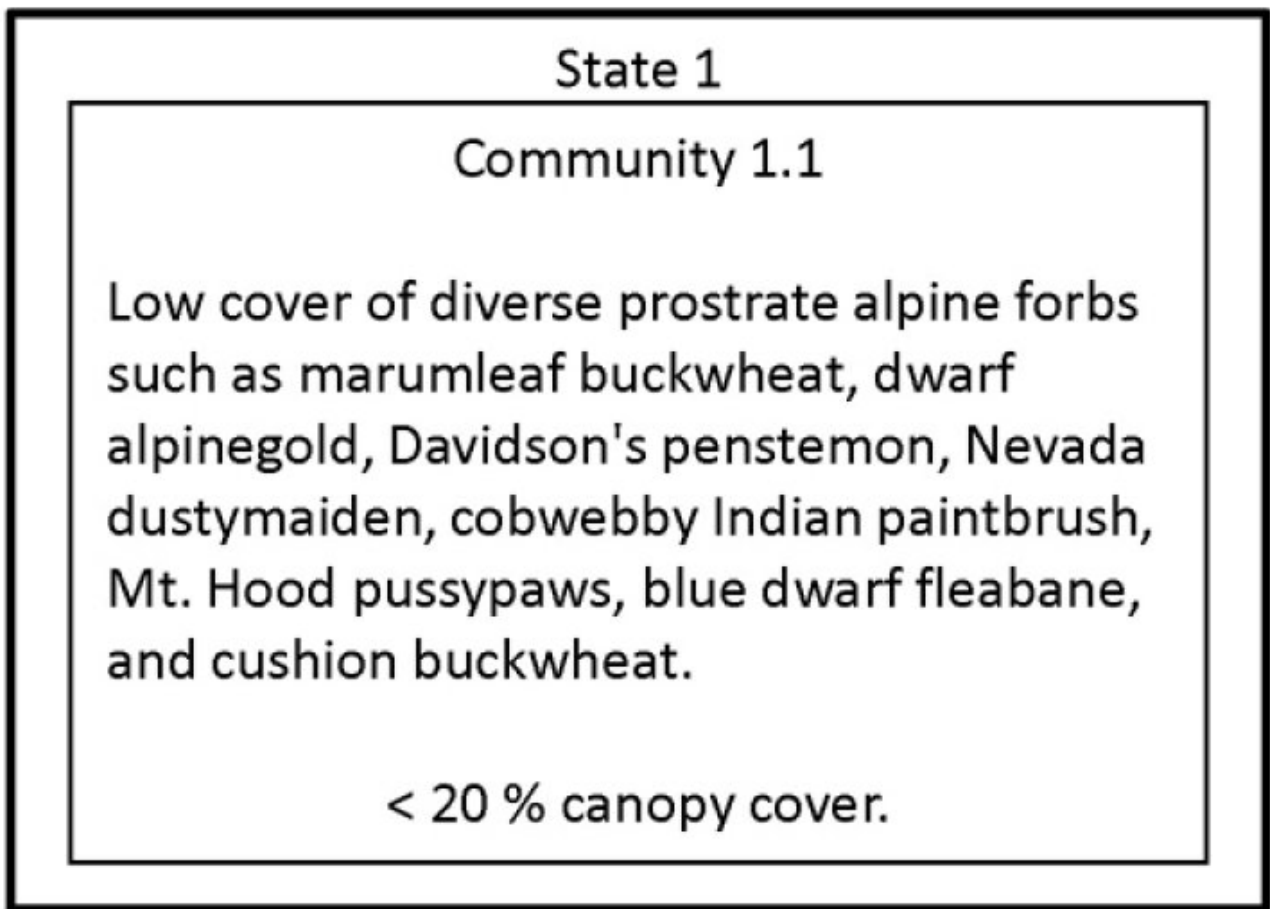 State 1
Community 1.1
Low cover of diverse prostrate alpine forbs
such as marumleaf buckwheat, dwarf
alpinegold, Davidson's penstemon, Nevada
dustymaiden, cobwebby Indian paintbrush,
Mt. Hood pussypaws, blue dwarf fleabane,
and cushion buckwheat.
< 20 % canopy cover.